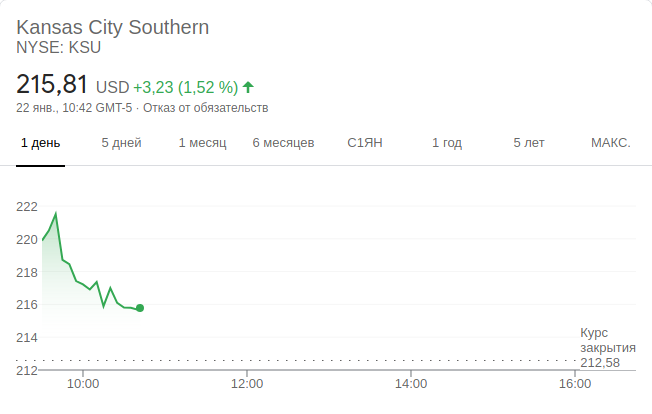 Kansas City Southern
NYSE: KSU
215,81 USD +3,23 (1,52 %)
22 янв., 10:42 GMT-5 · Отказ от обязательств
1 день 5 дней 1 месяц 6 месяцев С1ЯН 1 год 5 лет МАКС.
222
220
218
216
214
212
Курс
закрытия
212,58
10:00 12:00 14:00 16:00